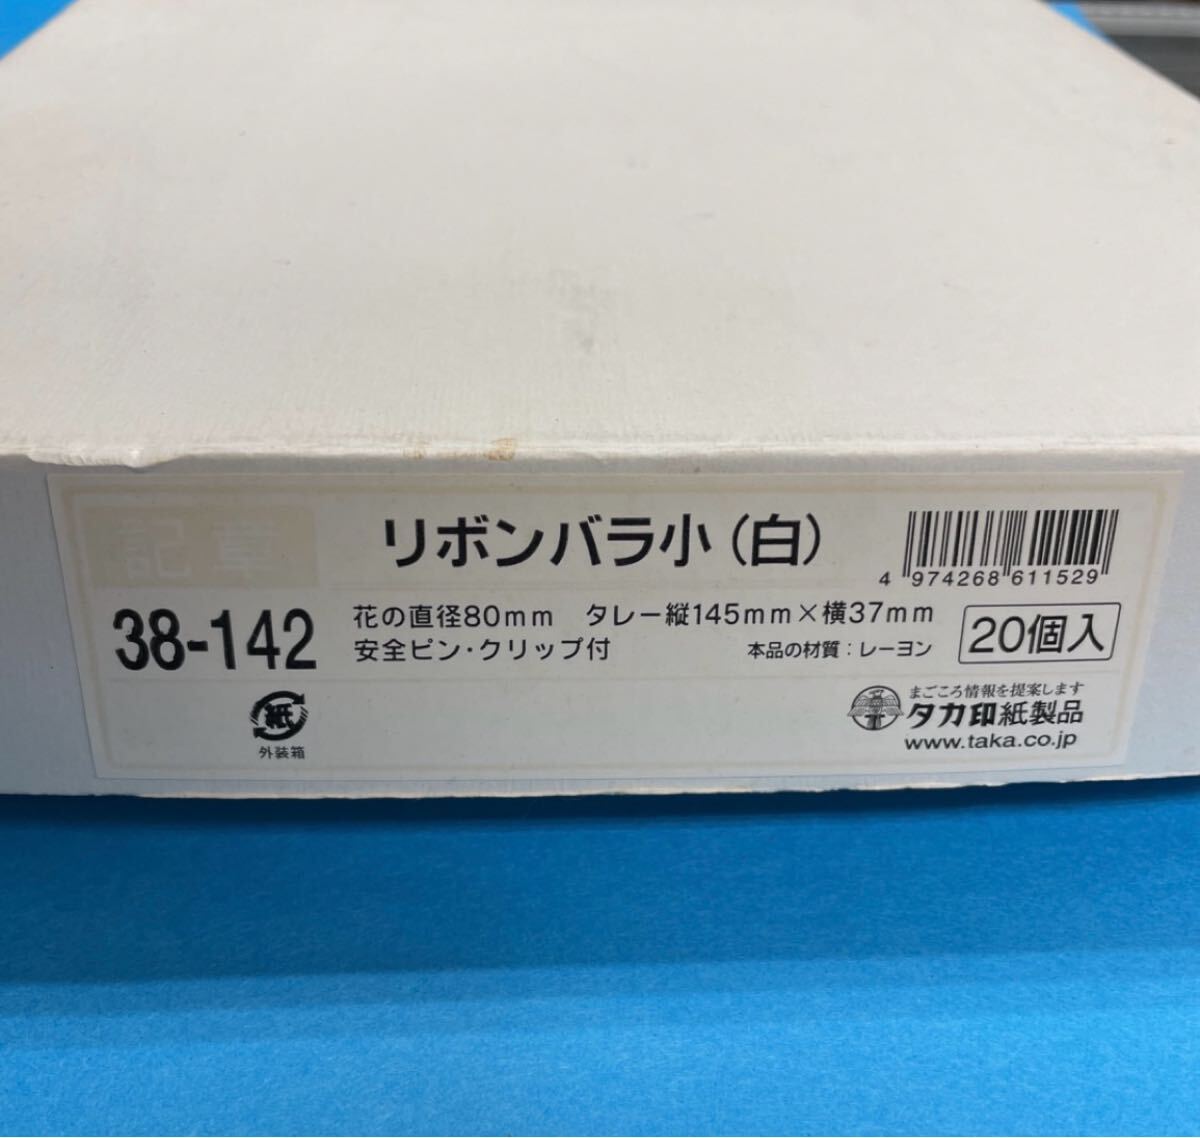 記章
リボンバラ小（白）
4 974268 611529
38-142
花の直径80mm　タレー縦145mm×横37mm
安全ピン・クリップ付
本品の材質：レーヨン
20個入
紙
外装箱
まごころ情報を提案します
タカ印紙製品
www.taka.co.jp